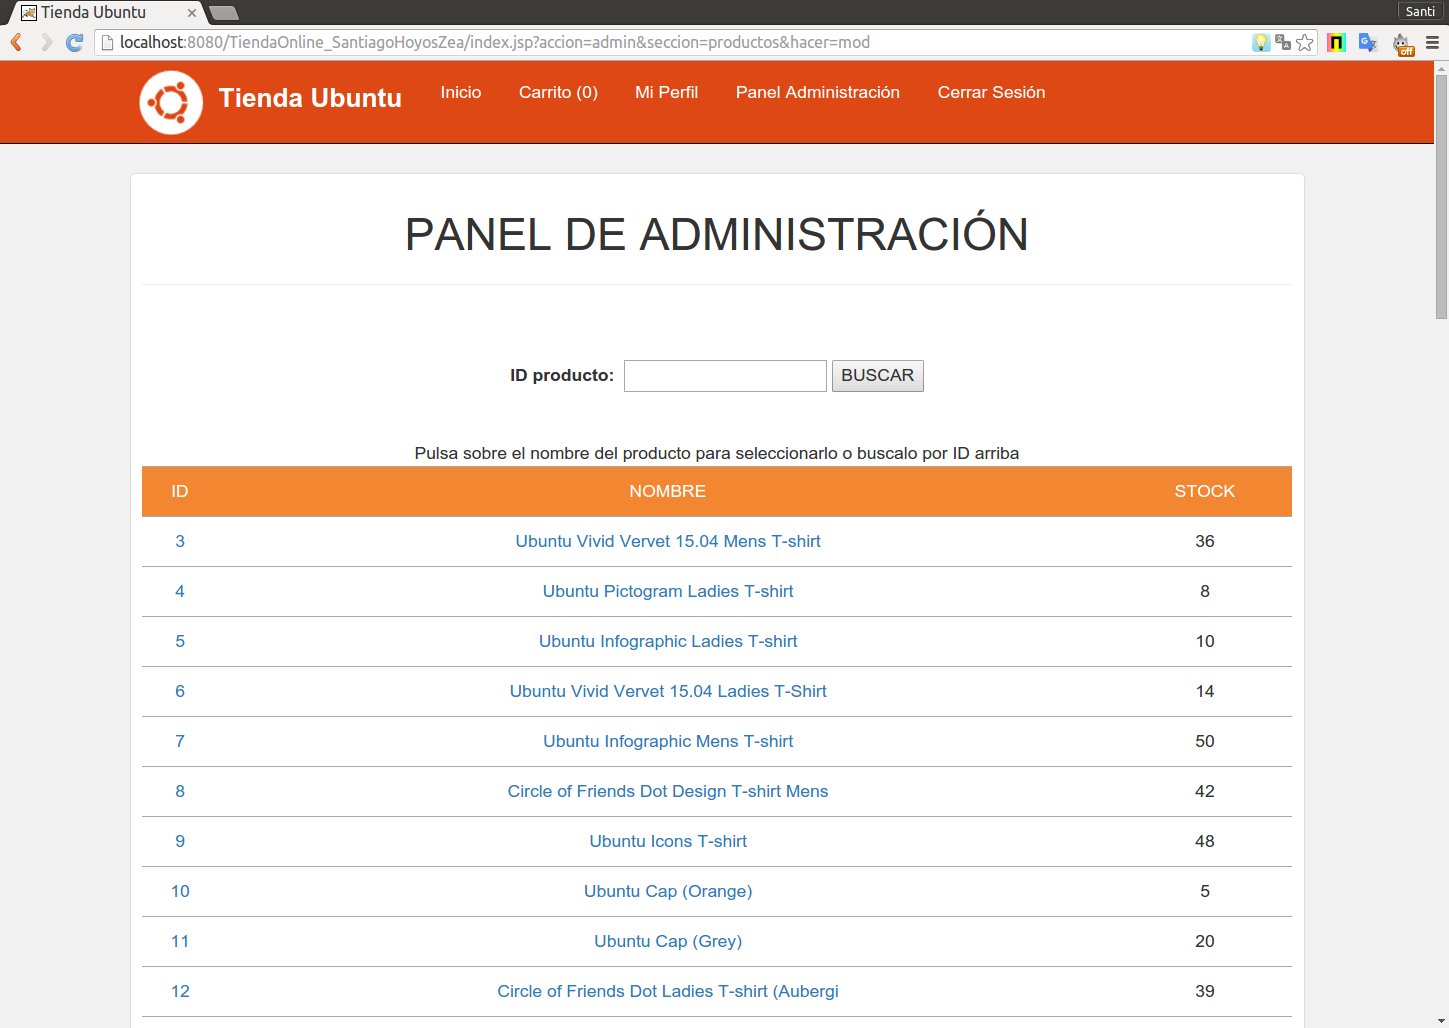 Tienda Ubuntu
Santi
localhost:8080/TiendaOnline_SantiagoHoyosZea/index.jsp?accion=admin&seccion=productos&hacer=mod
off
Tienda Ubuntu Inicio Carrito (0) Mi Perfil Panel Administración Cerrar Sesión
PANEL DE ADMINISTRACIÓN
ID producto: BUSCAR
Pulsa sobre el nombre del producto para seleccionarlo o buscalo por ID arriba
ID NOMBRE STOCK
3 Ubuntu Vivid Vervet 15.04 Mens T-shirt 36
4 Ubuntu Pictogram Ladies T-shirt 8
5 Ubuntu Infographic Ladies T-shirt 10
6 Ubuntu Vivid Vervet 15.04 Ladies T-Shirt 14
7 Ubuntu Infographic Mens T-shirt 50
8 Circle of Friends Dot Design T-shirt Mens 42
9 Ubuntu Icons T-shirt 48
10 Ubuntu Cap (Orange) 5
11 Ubuntu Cap (Grey) 20
12 Circle of Friends Dot Ladies T-shirt (Aubergi 39